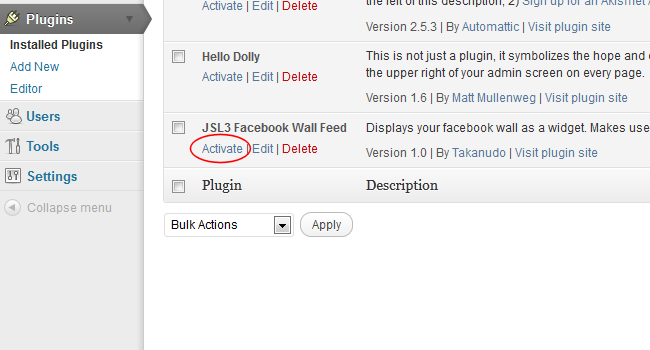 Plugins
Installed Plugins
Add New
Editor
Users
Tools
Settings
Collapse menu
the left of this description, 2) Sign up for an Akismet
Activate | Edit | Delete
Version 2.5.3 | By Automattic | Visit plugin site
Hello Dolly
This is not just a plugin, it symbolizes the hope and
Activate | Edit | Delete
the upper right of your admin screen on every page.
Version 1.6 | By Matt Mullenweg | Visit plugin site
JSL3 Facebook Wall Feed
Displays your facebook wall as a widget. Makes use
Activate | Edit | Delete
Version 1.0 | By Takanudo | Visit plugin site
Plugin
Description
Bulk Actions
Apply